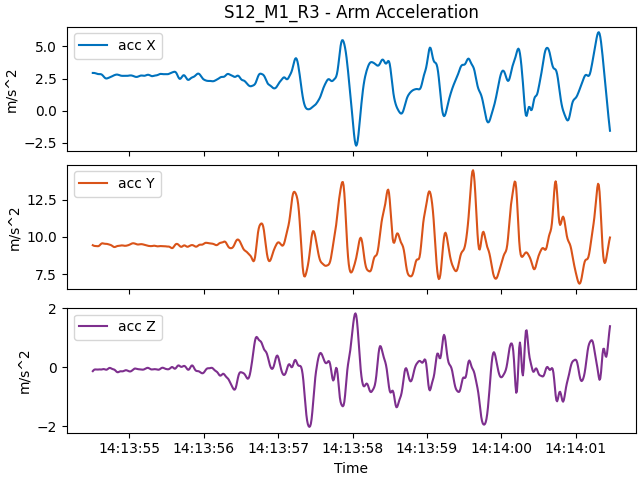 S12_M1_R3 - Arm Acceleration
acc X
5.0
2.5
0.0
−2.5
m/s^2
acc Y
12.5
10.0
7.5
m/s^2
acc Z
2
0
−2
m/s^2
14:13:55 14:13:56 14:13:57 14:13:58 14:13:59 14:14:00 14:14:01
Time